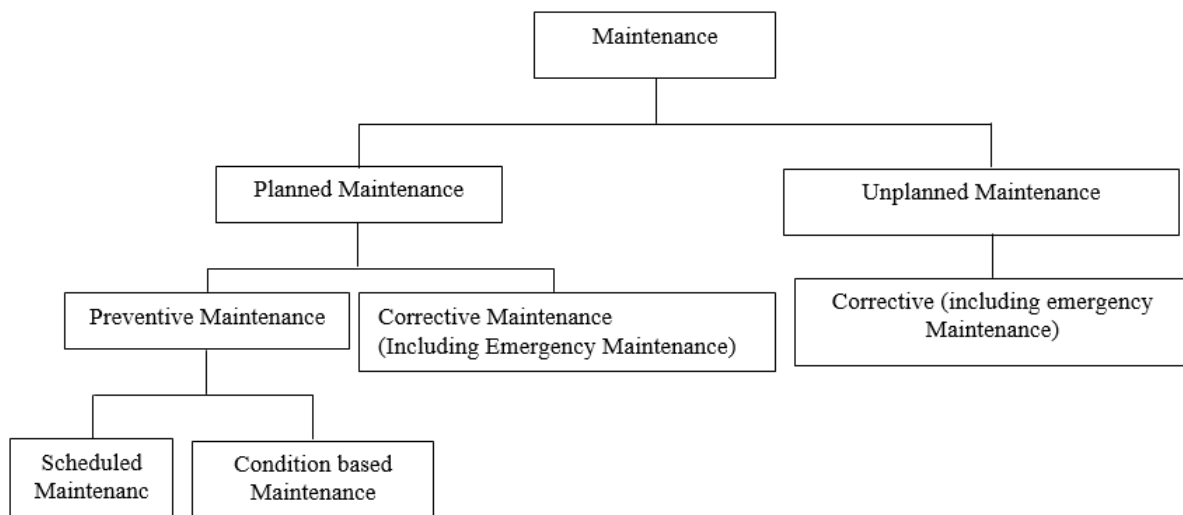 Maintenance
Planned Maintenance
Unplanned Maintenance
Preventive Maintenance
Corrective Maintenance
(Including Emergency Maintenance)
Corrective (including emergency
Maintenance)
Scheduled
Maintenanc
Condition based
Maintenance